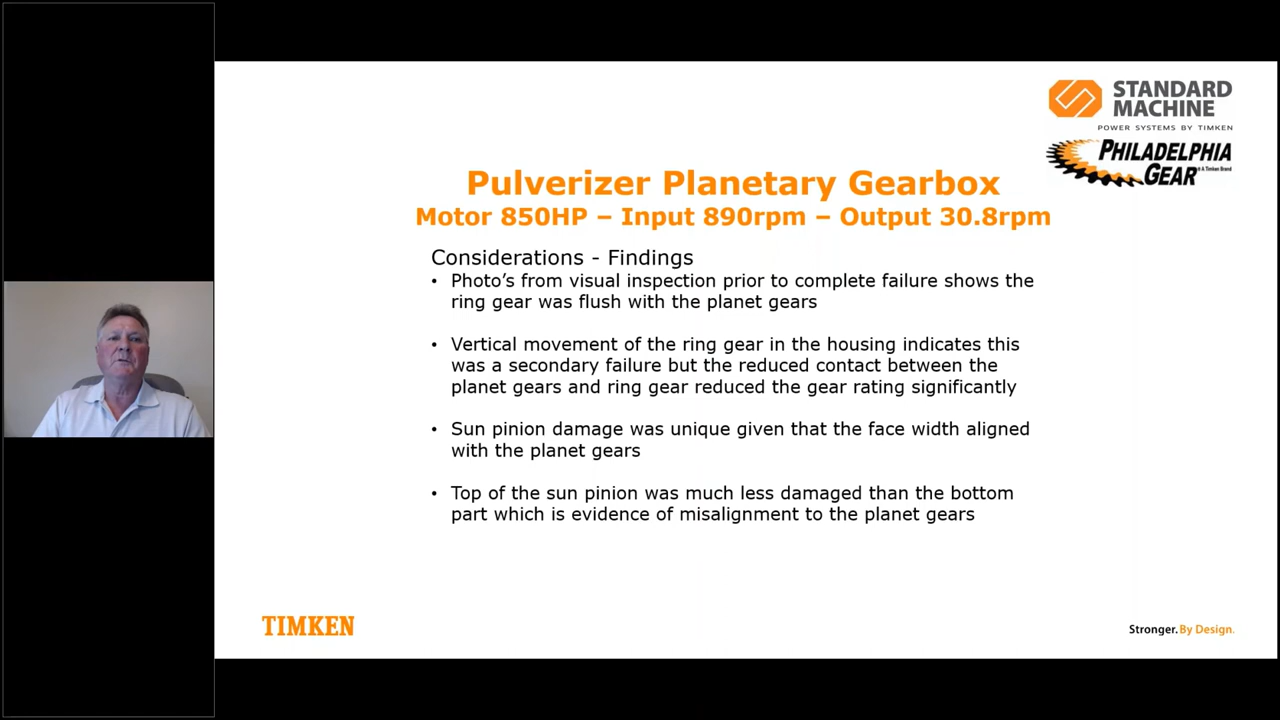 STANDARD
MACHINE
POWER SYSTEMS BY TIMKEN
PHILADELPHIA
GEAR
A Timken Brand
Pulverizer Planetary Gearbox
Motor 850HP – Input 890rpm – Output 30.8rpm
Considerations - Findings
• Photo’s from visual inspection prior to complete failure shows the
ring gear was flush with the planet gears
• Vertical movement of the ring gear in the housing indicates this
was a secondary failure but the reduced contact between the
planet gears and ring gear reduced the gear rating significantly
• Sun pinion damage was unique given that the face width aligned
with the planet gears
• Top of the sun pinion was much less damaged than the bottom
part which is evidence of misalignment to the planet gears
TIMKEN
Stronger. By Design.